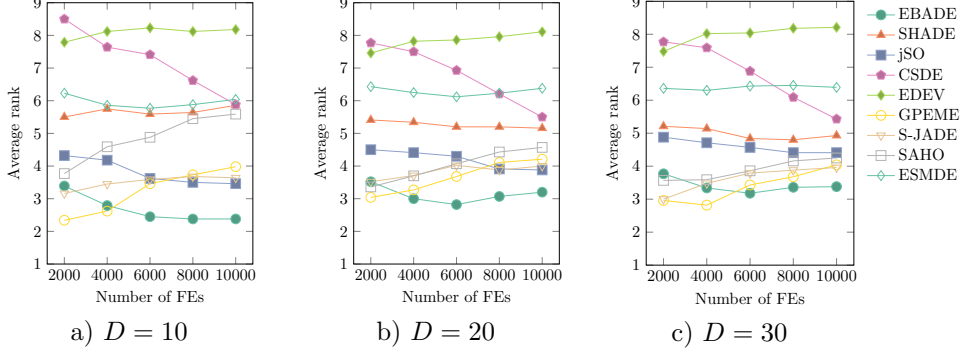 9
8
7
6
5
4
3
2
1
Average rank
2000 4000 6000 8000 10000
Number of FEs
a) D = 10
9
8
7
6
5
4
3
2
1
Average rank
2000 4000 6000 8000 10000
Number of FEs
b) D = 20
9
8
7
6
5
4
3
2
1
Average rank
2000 4000 6000 8000 10000
Number of FEs
c) D = 30
EBADE
SHADE
jSO
CSDE
EDEV
GPEME
S-JADE
SAHO
ESMDE